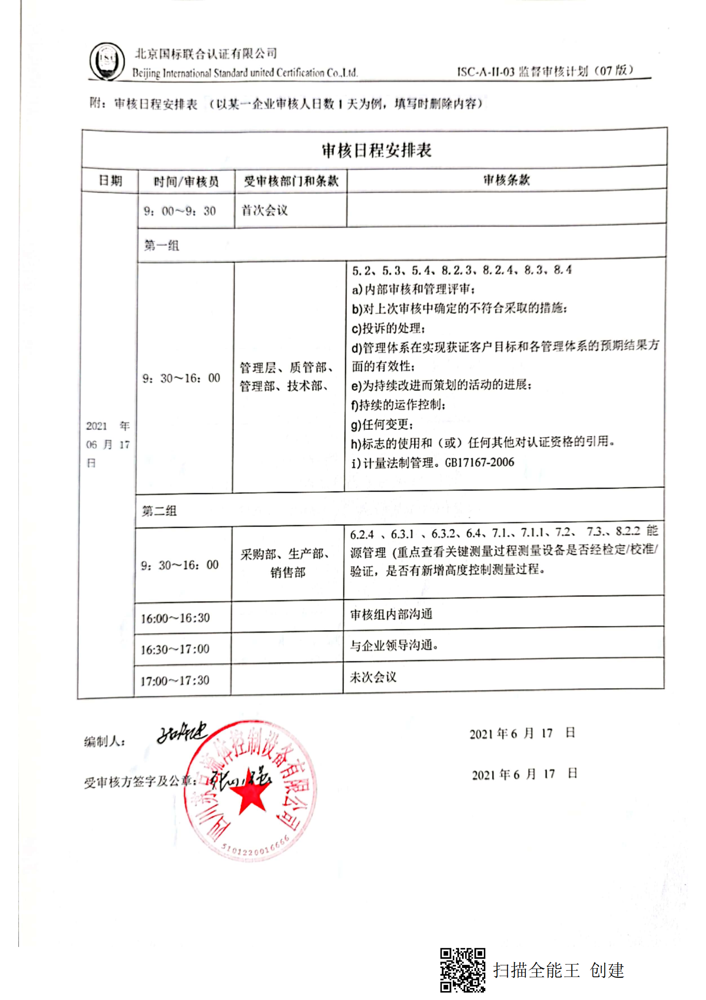 北京国标联合认证有限公司
Beijing International Standard united Certification Co.,Ltd.
ISC-A-II-03 监督审核计划（07 版）
附：审核日程安排表 （以某一企业审核人日数 1 天为例，填写时删除内容）
审核日程安排表
日期 时间/审核员 受审核部门和条款 审核条款
9：00～9：30 首次会议
第一组
5.2、5.3、5.4、8.2.3、8.2.4、8.3、8.4
a)内部审核和管理评审；
b)对上次审核中确定的不符合采取的措施；
c)投诉的处理；
d)管理体系在实现获证客户目标和各管理体系的预期结果方
面的有效性；
e)为持续改进而策划的活动的进展；
f)持续的运作控制；
g)任何变更；
h)标志的使用和（或）任何其他对认证资格的引用。
i)计量法制管理。GB17167-2006
9：30～16：00
管理层、质管部、
管理部、技术部、
2021 年
06 月 17
日
第二组
9：30～16：00
采购部、生产部、
销售部
6.2.4 、6.3.1 、6.3.2、6.4、7.1.、7.1.1、7.2、 7.3.、8.2.2 能
源管理 (重点查看关键测量过程测量设备是否经检定/校准/
验证，是否有新增高度控制测量过程。
16:00～16:30 审核组内部沟通
16:30～17:00 与企业领导沟通。
17:00～17:30 末次会议
编制人： 2021 年 6 月 17 日
受审核方签字及公章： 2021 年 6 月 17 日
四川苏 流体控制设备有限公司
5101220016666
扫描全能王 创建